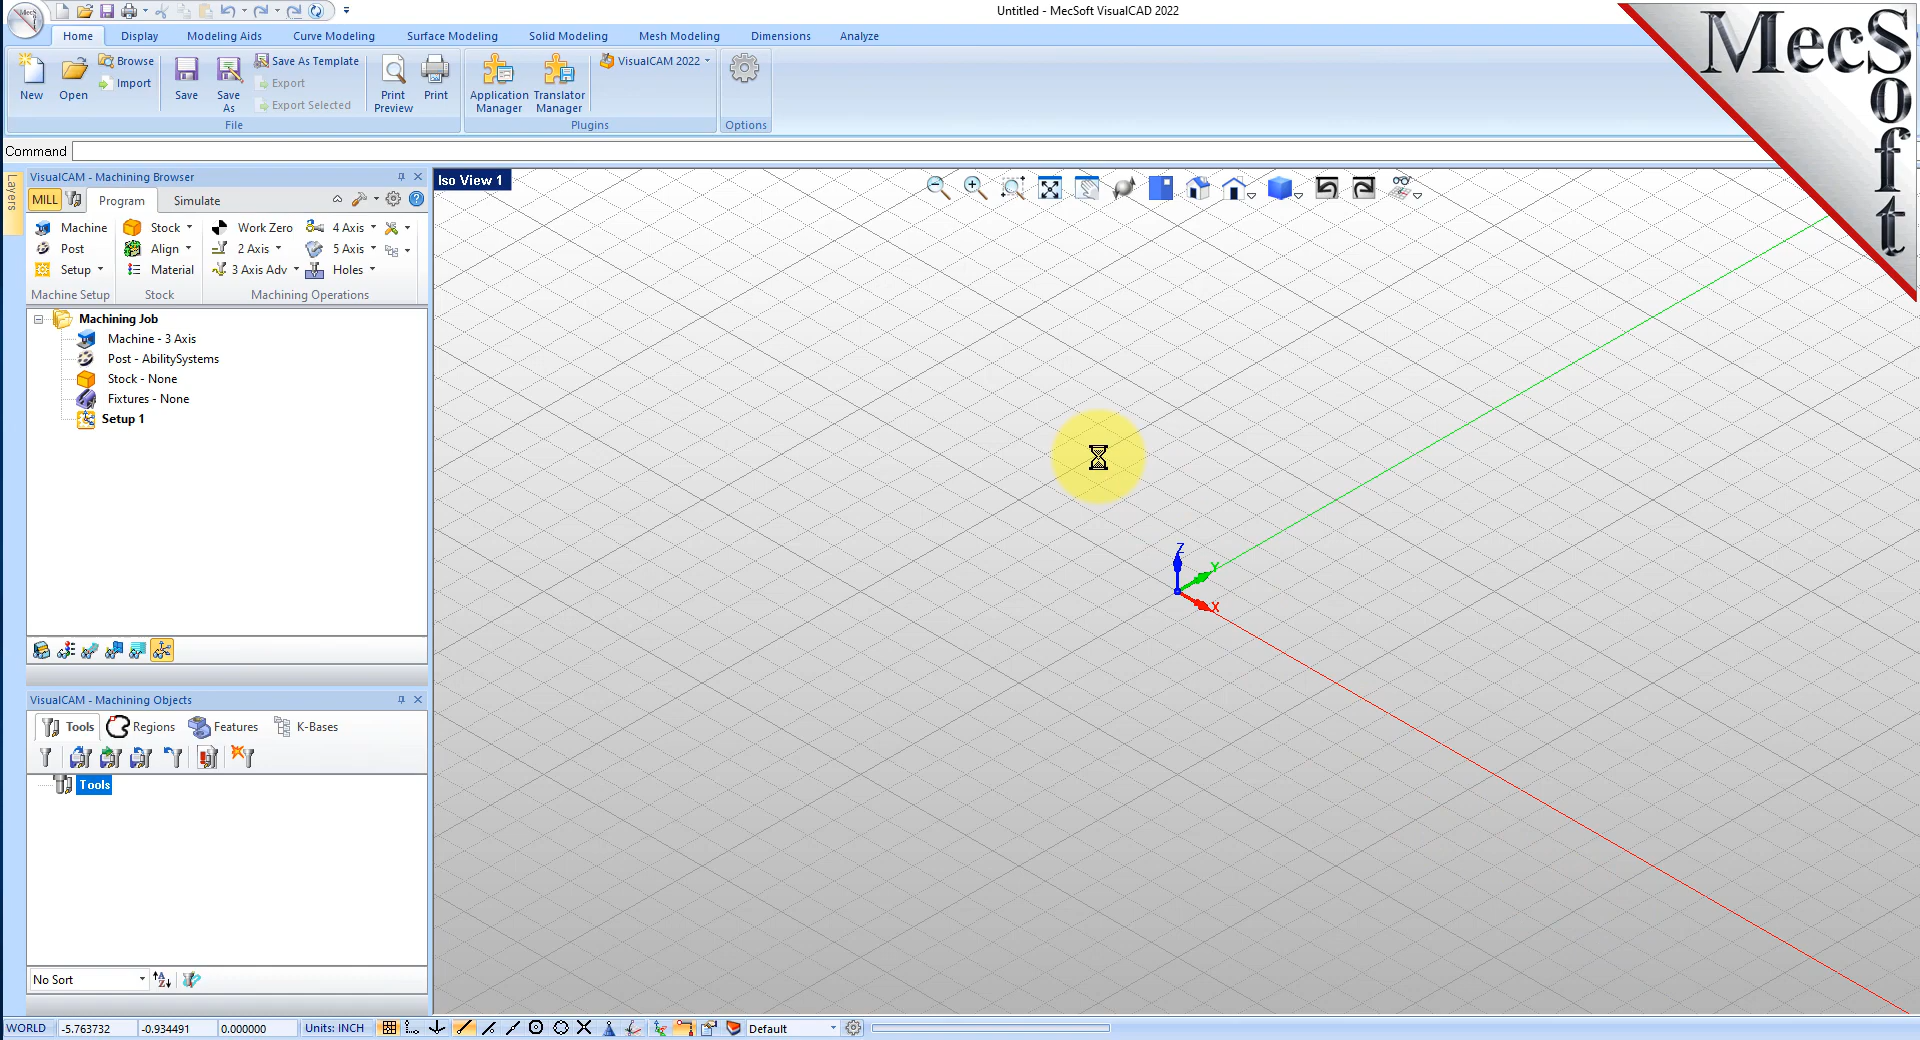 Untitled - MecSoft VisualCAD 2022
Home Display Modeling Aids Curve Modeling Surface Modeling Solid Modeling Mesh Modeling Dimensions Analyze
New
Open
Browse
Import
Save
Save As
Save As Template
Export
Export Selected
Print Preview
Print
File
Application Manager
Translator Manager
VisualCAM 2022
Plugins
Options
MecSoft
Command
Layers
VisualCAM - Machining Browser
MILL Program Simulate
Machine
Post
Setup
Machine Setup
Stock
Align
Material
Stock
Work Zero
2 Axis
3 Axis Adv
4 Axis
5 Axis
Holes
Machining Operations
Machining Job
Machine - 3 Axis
Post - AbilitySystems
Stock - None
Fixtures - None
Setup 1
VisualCAM - Machining Objects
Tools Regions Features K-Bases
Tools
No Sort
Iso View 1
Z
Y
X
WORLD -5.763732 -0.934491 0.000000 Units: INCH Default